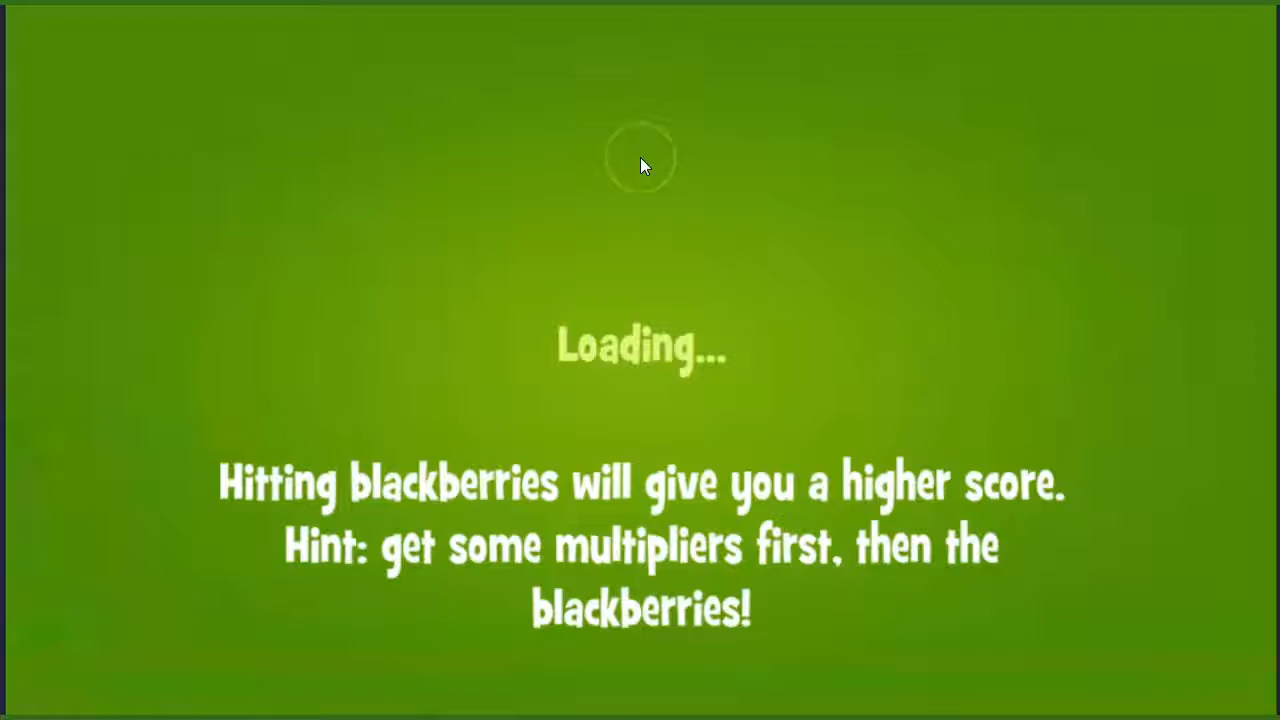 Loading...
Hitting blackberries will give you a higher score.
Hint: get some multipliers first, then the
blackberries!